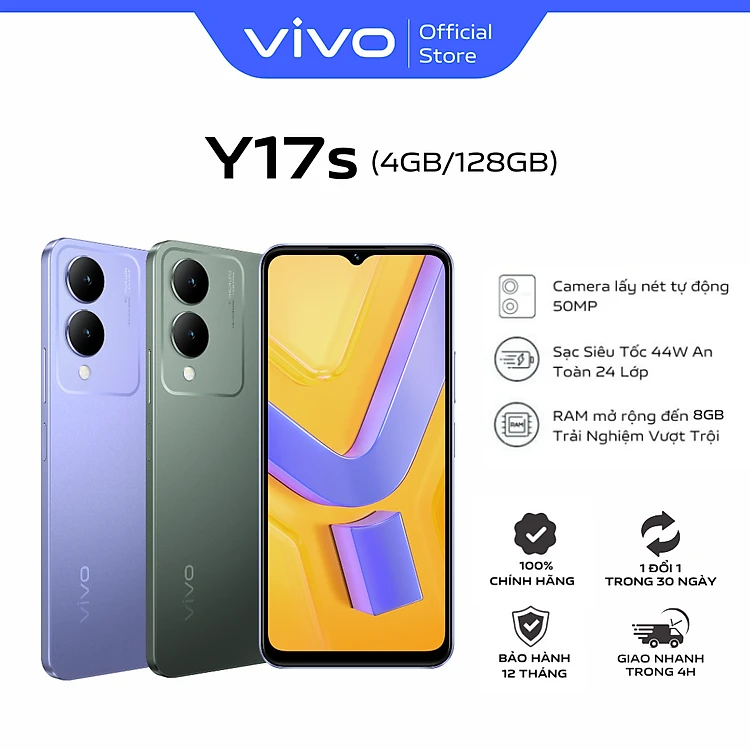 vivo
Official
Store
Y17s (4GB/128GB)
Camera lấy nét tự động
50MP
Sạc Siêu Tốc 44W An
Toàn 24 Lớp
RAM
RAM mở rộng đến 8GB
Trải Nghiệm Vượt Trội
vivo
vivo
100%
CHÍNH HÃNG
1 ĐỔI 1
TRONG 30 NGÀY
BẢO HÀNH
12 THÁNG
GIAO NHANH
TRONG 4H